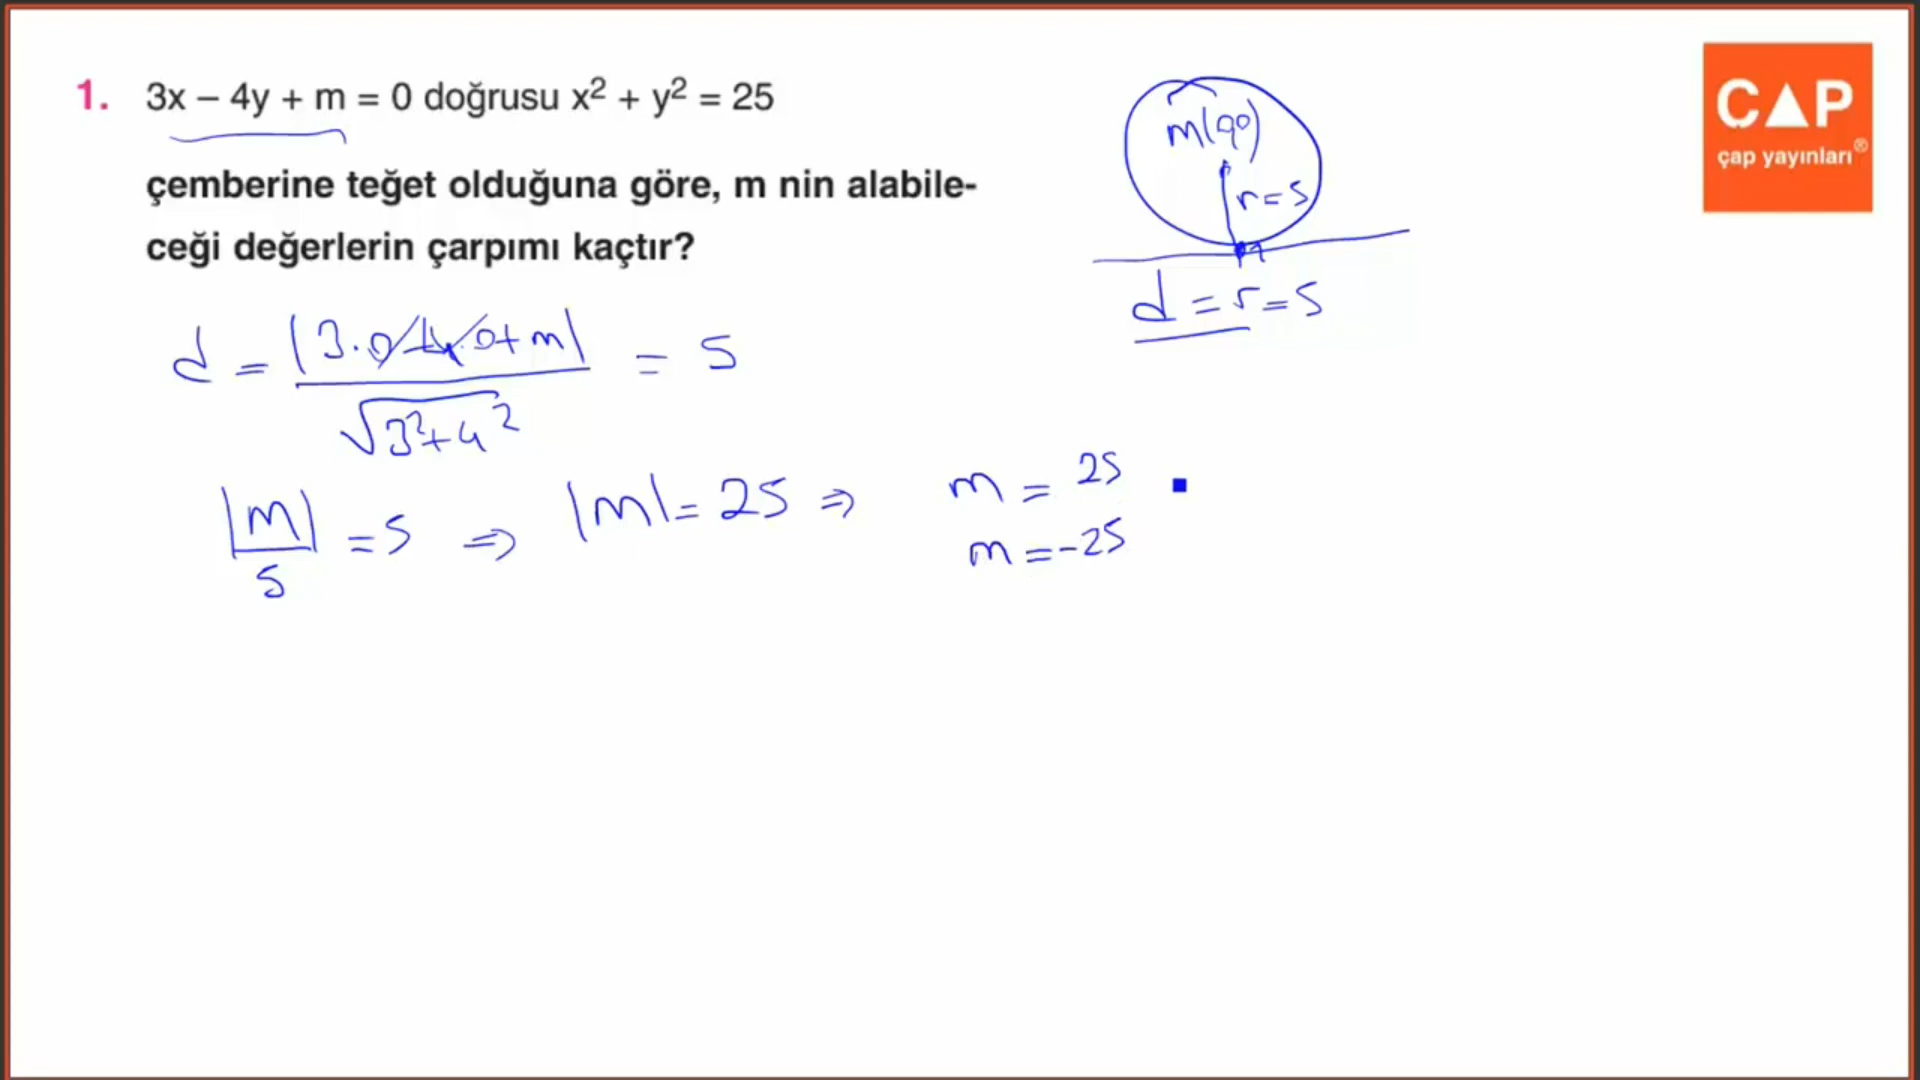 1. 3x – 4y + m = 0 doğrusu x² + y² = 25
çemberine teğet olduğuna göre, m nin alabile-
ceği değerlerin çarpımı kaçtır?
ÇAP
çap yayınları®
m(0,0)
r=5
d = r = 5
d = |3.0-4.0+m| / √3²+4² = 5
|m| / 5 = 5 ⇒ |m| = 25 ⇒ m = 25
m = -25